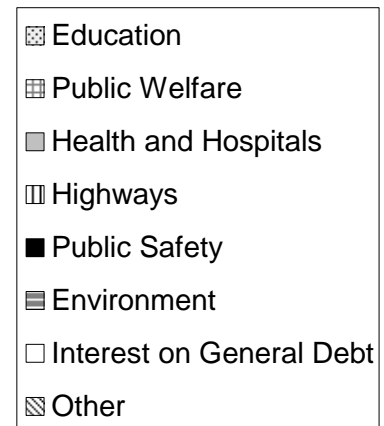 Education
Public Welfare
Health and Hospitals
Highways
Public Safety
Environment
Interest on General Debt
Other